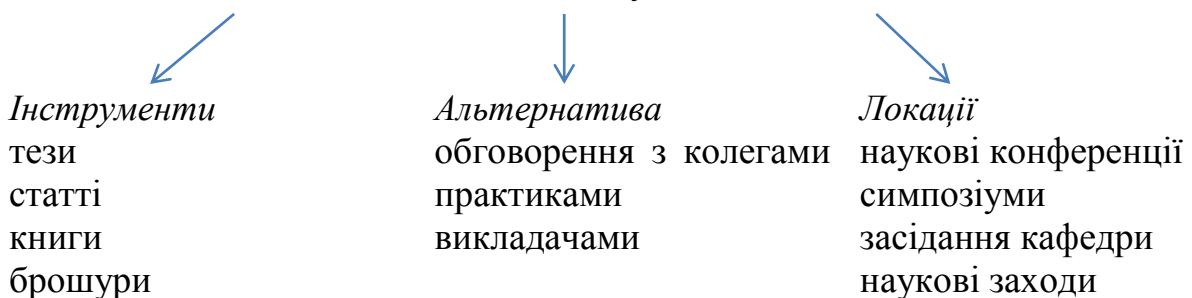 Інструменти
тези
статті
книги
брошури
Альтернатива
обговорення з колегами
практиками
викладачами
Локації
наукові конференції
симпозіуми
засідання кафедри
наукові заходи